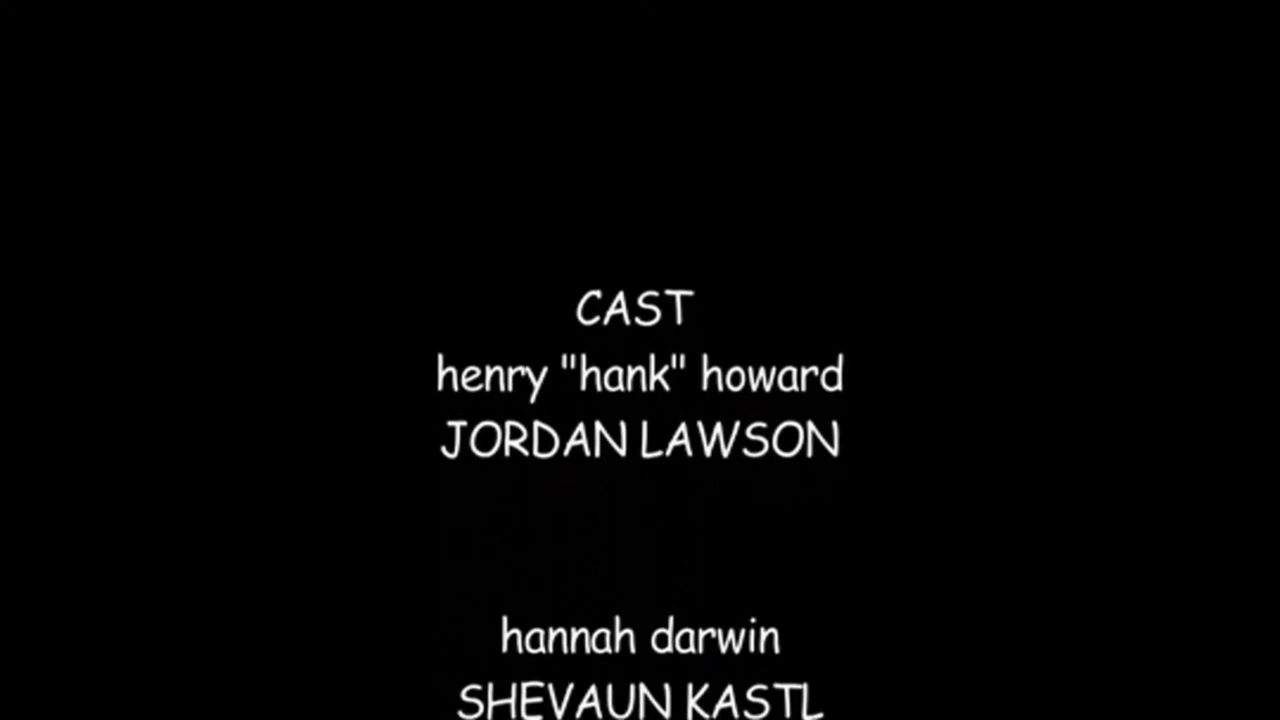 CAST
henry "hank" howard
JORDAN LAWSON
hannah darwin
SHEVAUN KASTL